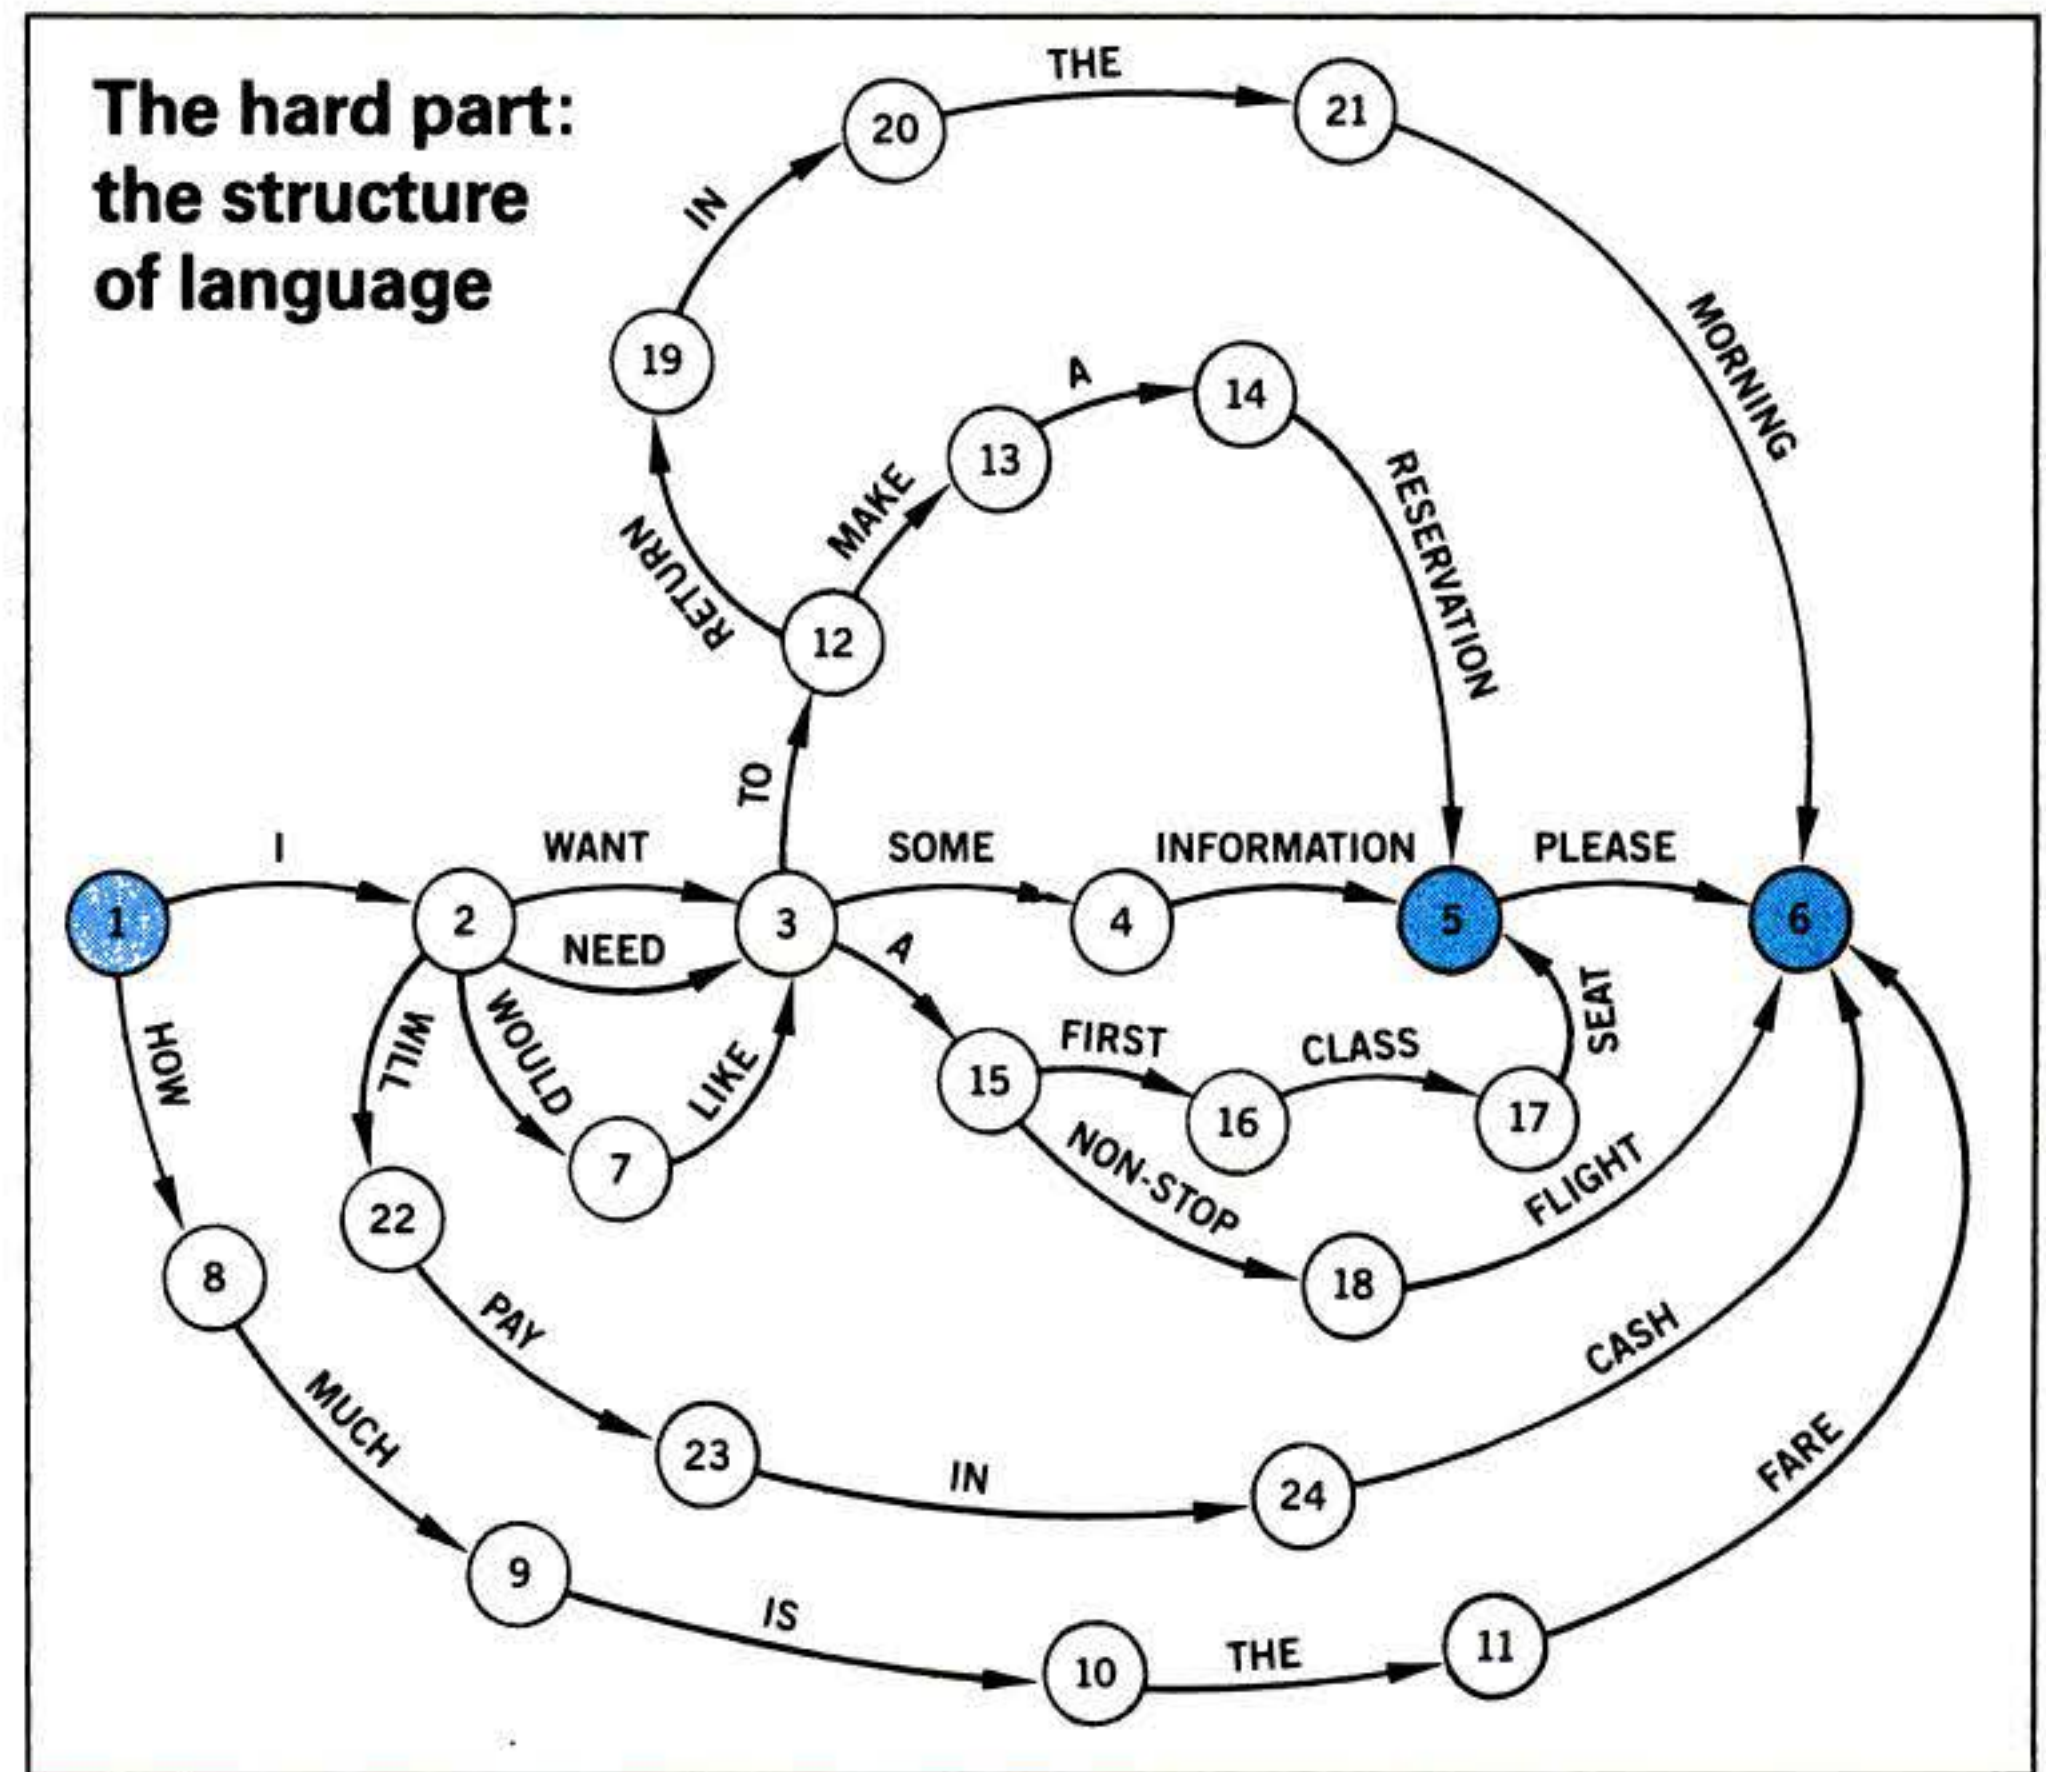 The hard part:
the structure
of language
THE
20
21
IN
MORNING
19
A
14
13
MAKE
RESERVATION
RETURN
12
TO
I
WANT
SOME
INFORMATION
PLEASE
1
2
3
4
5
6
NEED
A
HOW
WILL
WOULD
LIKE
FIRST
CLASS
SEAT
15
16
17
7
NON-STOP
FLIGHT
22
8
18
PAY
CASH
MUCH
23
IN
24
FARE
9
IS
10
THE
11